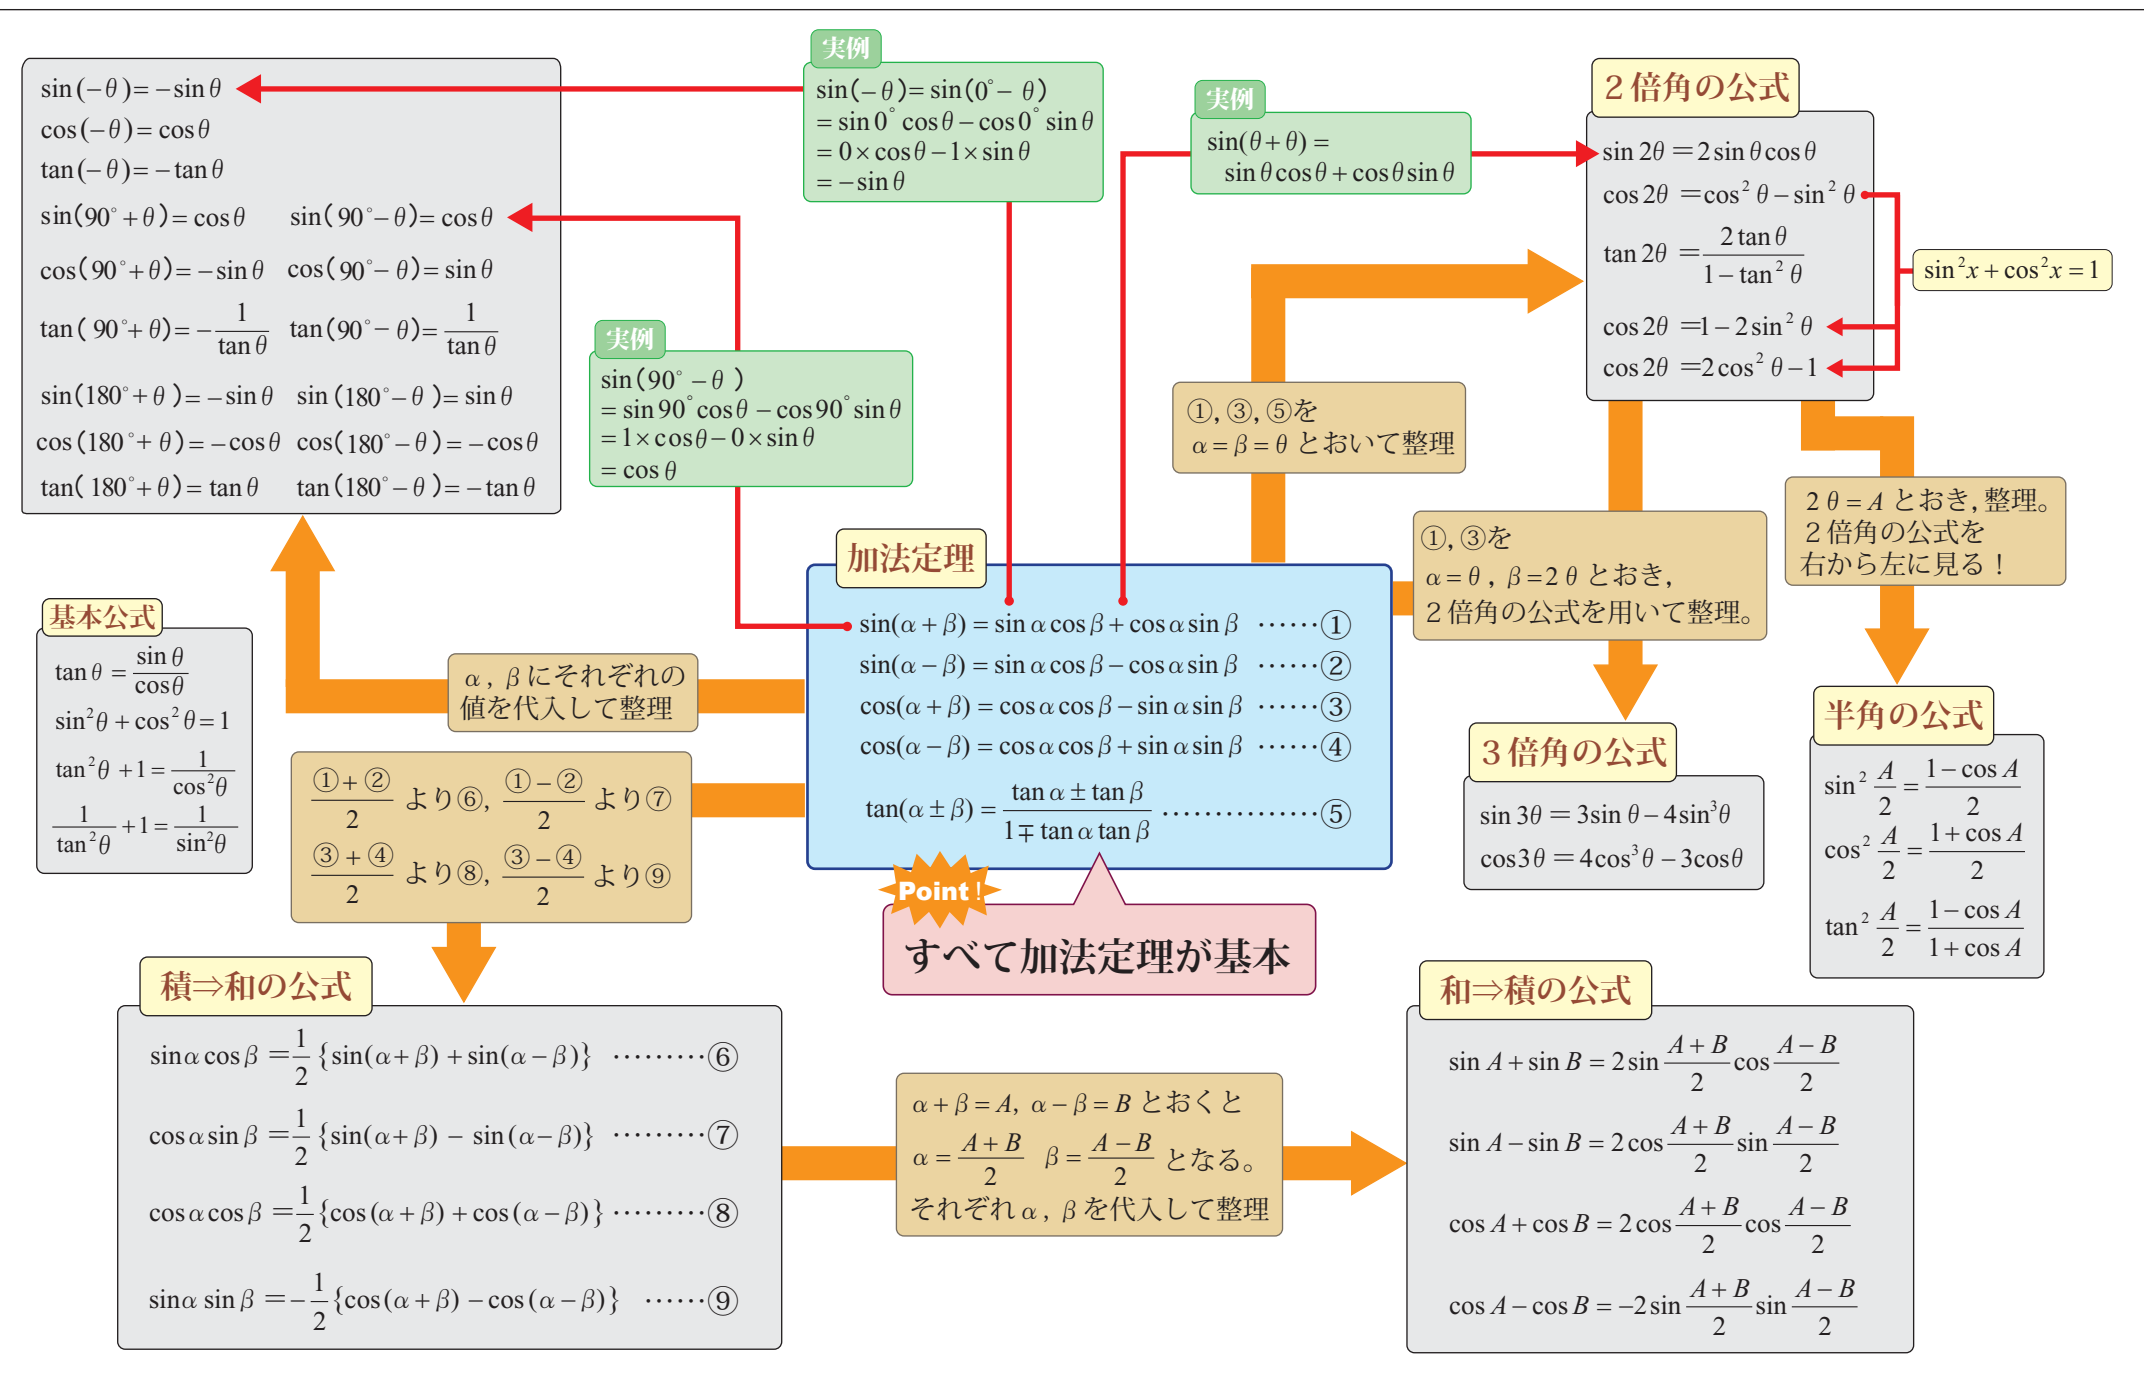 sin(−θ)=−sinθ
cos(−θ)=cosθ
tan(−θ)=−tanθ
sin(90°+θ)=cosθ　sin(90°−θ)=cosθ
cos(90°+θ)=−sinθ　cos(90°−θ)=sinθ
tan(90°+θ)=−1/tanθ　tan(90°−θ)=1/tanθ
sin(180°+θ)=−sinθ　sin(180°−θ)=sinθ
cos(180°+θ)=−cosθ　cos(180°−θ)=−cosθ
tan(180°+θ)=tanθ　tan(180°−θ)=−tanθ
実例
sin(−θ)=sin(0°−θ)
=sin0°cosθ−cos0°sinθ
=0×cosθ−1×sinθ
=−sinθ
実例
sin(θ+θ)=
sinθcosθ+cosθsinθ
2倍角の公式
sin2θ=2sinθcosθ
cos2θ=cos²θ−sin²θ
tan2θ=2tanθ/(1−tan²θ)
cos2θ=1−2sin²θ
cos2θ=2cos²θ−1
sin²x+cos²x=1
実例
sin(90°−θ)
=sin90°cosθ−cos90°sinθ
=1×cosθ−0×sinθ
=cosθ
①,③,⑤を
α=β=θとおいて整理
①,③を
α=θ, β=2θとおき,
2倍角の公式を用いて整理。
2θ=Aとおき,整理。
2倍角の公式を
右から左に見る！
加法定理
sin(α+β)=sinαcosβ+cosαsinβ ……①
sin(α−β)=sinαcosβ−cosαsinβ ……②
cos(α+β)=cosαcosβ−sinαsinβ ……③
cos(α−β)=cosαcosβ+sinαsinβ ……④
tan(α±β)=(tanα±tanβ)/(1∓tanαtanβ) ……………⑤
Point!
すべて加法定理が基本
基本公式
tanθ=sinθ/cosθ
sin²θ+cos²θ=1
tan²θ+1=1/cos²θ
1/tan²θ+1=1/sin²θ
α, βにそれぞれの
値を代入して整理
(①+②)/2 より⑥, (①−②)/2 より⑦
(③+④)/2 より⑧, (③−④)/2 より⑨
3倍角の公式
sin3θ=3sinθ−4sin³θ
cos3θ=4cos³θ−3cosθ
半角の公式
sin² A/2=(1−cosA)/2
cos² A/2=(1+cosA)/2
tan² A/2=(1−cosA)/(1+cosA)
積⇒和の公式
sinαcosβ=1/2{sin(α+β)+sin(α−β)} ………⑥
cosαsinβ=1/2{sin(α+β)−sin(α−β)} ………⑦
cosαcosβ=1/2{cos(α+β)+cos(α−β)} ………⑧
sinαsinβ=−1/2{cos(α+β)−cos(α−β)} ……⑨
α+β=A, α−β=Bとおくと
α=(A+B)/2 β=(A−B)/2 となる。
それぞれα, βを代入して整理
和⇒積の公式
sinA+sinB=2sin (A+B)/2 cos (A−B)/2
sinA−sinB=2cos (A+B)/2 sin (A−B)/2
cosA+cosB=2cos (A+B)/2 cos (A−B)/2
cosA−cosB=−2sin (A+B)/2 sin (A−B)/2